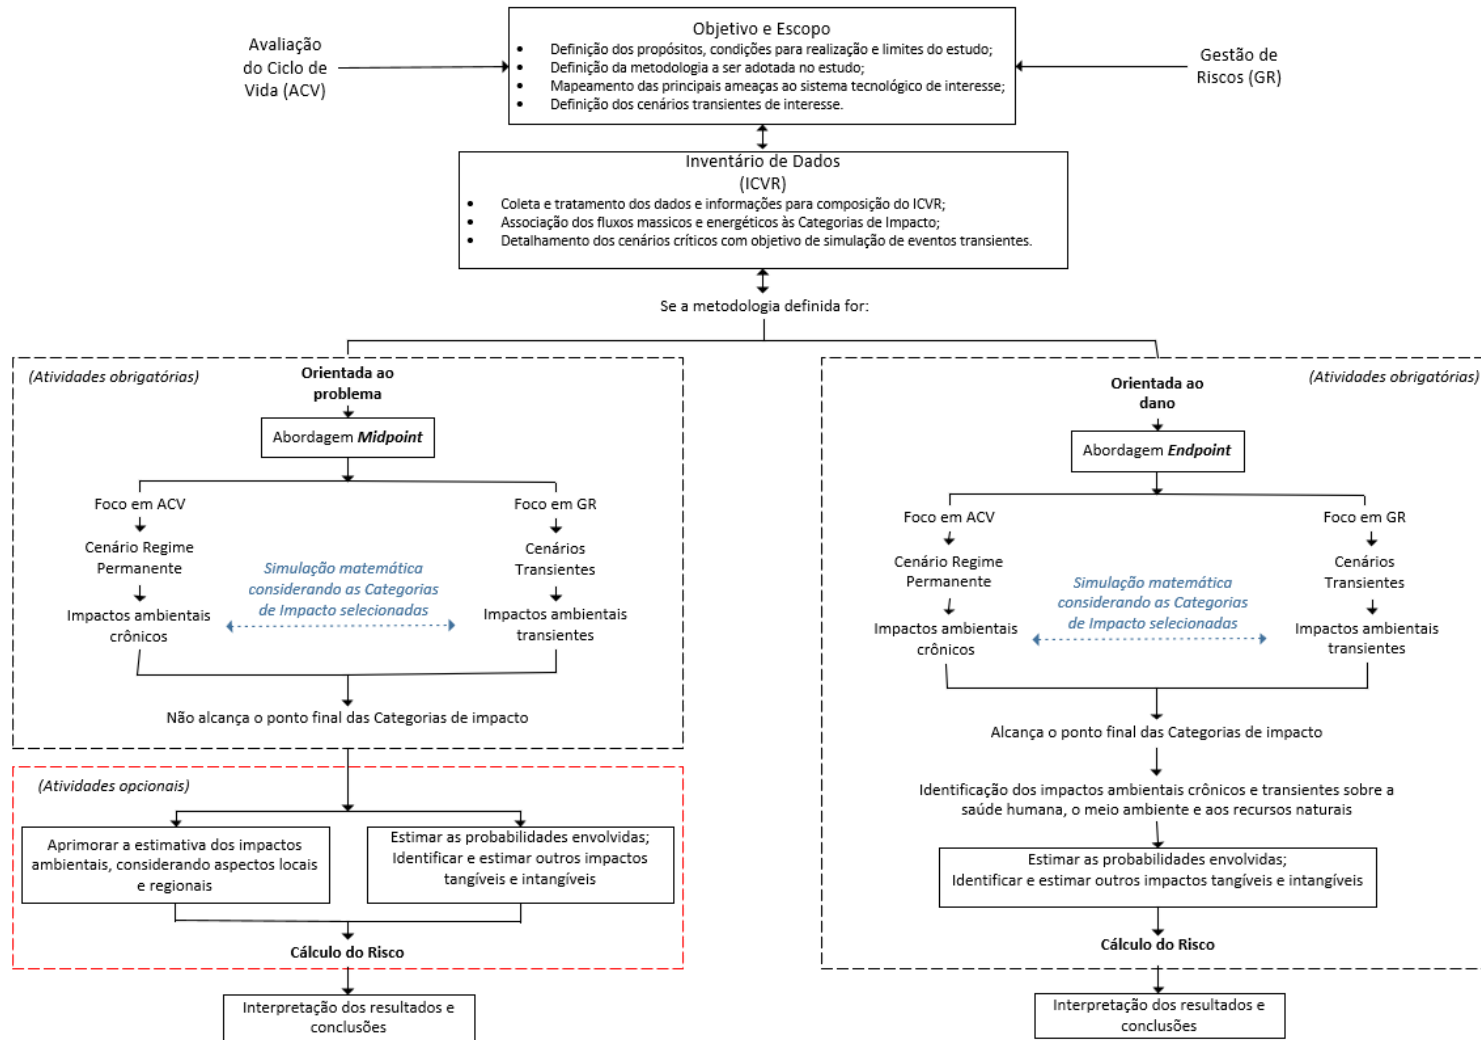 Avaliação
do Ciclo de
Vida (ACV)
Objetivo e Escopo
• Definição dos propósitos, condições para realização e limites do estudo;
• Definição da metodologia a ser adotada no estudo;
• Mapeamento das principais ameaças ao sistema tecnológico de interesse;
• Definição dos cenários transientes de interesse.
Gestão de
Riscos (GR)
Inventário de Dados
(ICVR)
• Coleta e tratamento dos dados e informações para composição do ICVR;
• Associação dos fluxos massicos e energéticos às Categorias de Impacto;
• Detalhamento dos cenários críticos com objetivo de simulação de eventos transientes.
Se a metodologia definida for:
(Atividades obrigatórias)
Orientada ao
problema
Abordagem Midpoint
Foco em ACV
Cenário Regime
Permanente
Impactos ambientais
crônicos
Simulação matemática
considerando as Categorias
de Impacto selecionadas
Foco em GR
Cenários
Transientes
Impactos ambientais
transientes
Não alcança o ponto final das Categorias de impacto
(Atividades opcionais)
Aprimorar a estimativa dos impactos
ambientais, considerando aspectos locais
e regionais
Estimar as probabilidades envolvidas;
Identificar e estimar outros impactos
tangíveis e intangíveis
Cálculo do Risco
Interpretação dos resultados e
conclusões
(Atividades obrigatórias)
Orientada ao
dano
Abordagem Endpoint
Foco em ACV
Cenário Regime
Permanente
Impactos ambientais
crônicos
Simulação matemática
considerando as Categorias
de Impacto selecionadas
Foco em GR
Cenários
Transientes
Impactos ambientais
transientes
Alcança o ponto final das Categorias de impacto
Identificação dos impactos ambientais crônicos e transientes sobre a
saúde humana, o meio ambiente e aos recursos naturais
Estimar as probabilidades envolvidas;
Identificar e estimar outros impactos tangíveis e intangíveis
Cálculo do Risco
Interpretação dos resultados e
conclusões